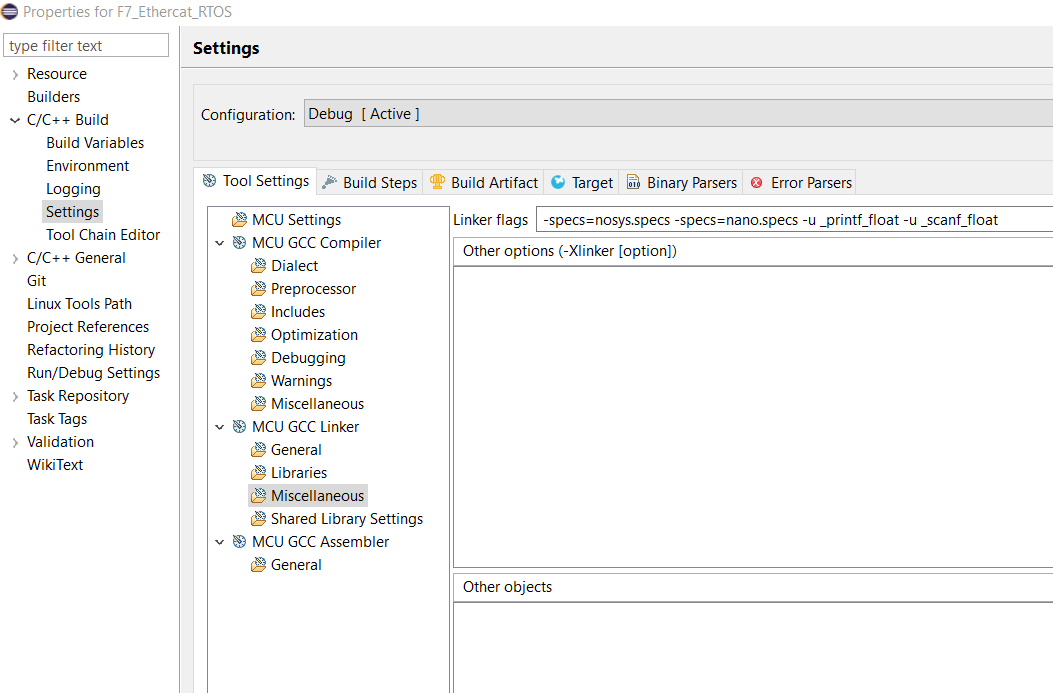 Properties for F7_Ethercat_RTOS
type filter text
Resource
Builders
C/C++ Build
Build Variables
Environment
Logging
Settings
Tool Chain Editor
C/C++ General
Git
Linux Tools Path
Project References
Refactoring History
Run/Debug Settings
Task Repository
Task Tags
Validation
WikiText
Settings
Configuration: Debug [ Active ]
Tool Settings Build Steps Build Artifact Target Binary Parsers Error Parsers
MCU Settings
MCU GCC Compiler
Dialect
Preprocessor
Includes
Optimization
Debugging
Warnings
Miscellaneous
MCU GCC Linker
General
Libraries
Miscellaneous
Shared Library Settings
MCU GCC Assembler
General
Linker flags -specs=nosys.specs -specs=nano.specs -u _printf_float -u _scanf_float
Other options (-Xlinker [option])
Other objects